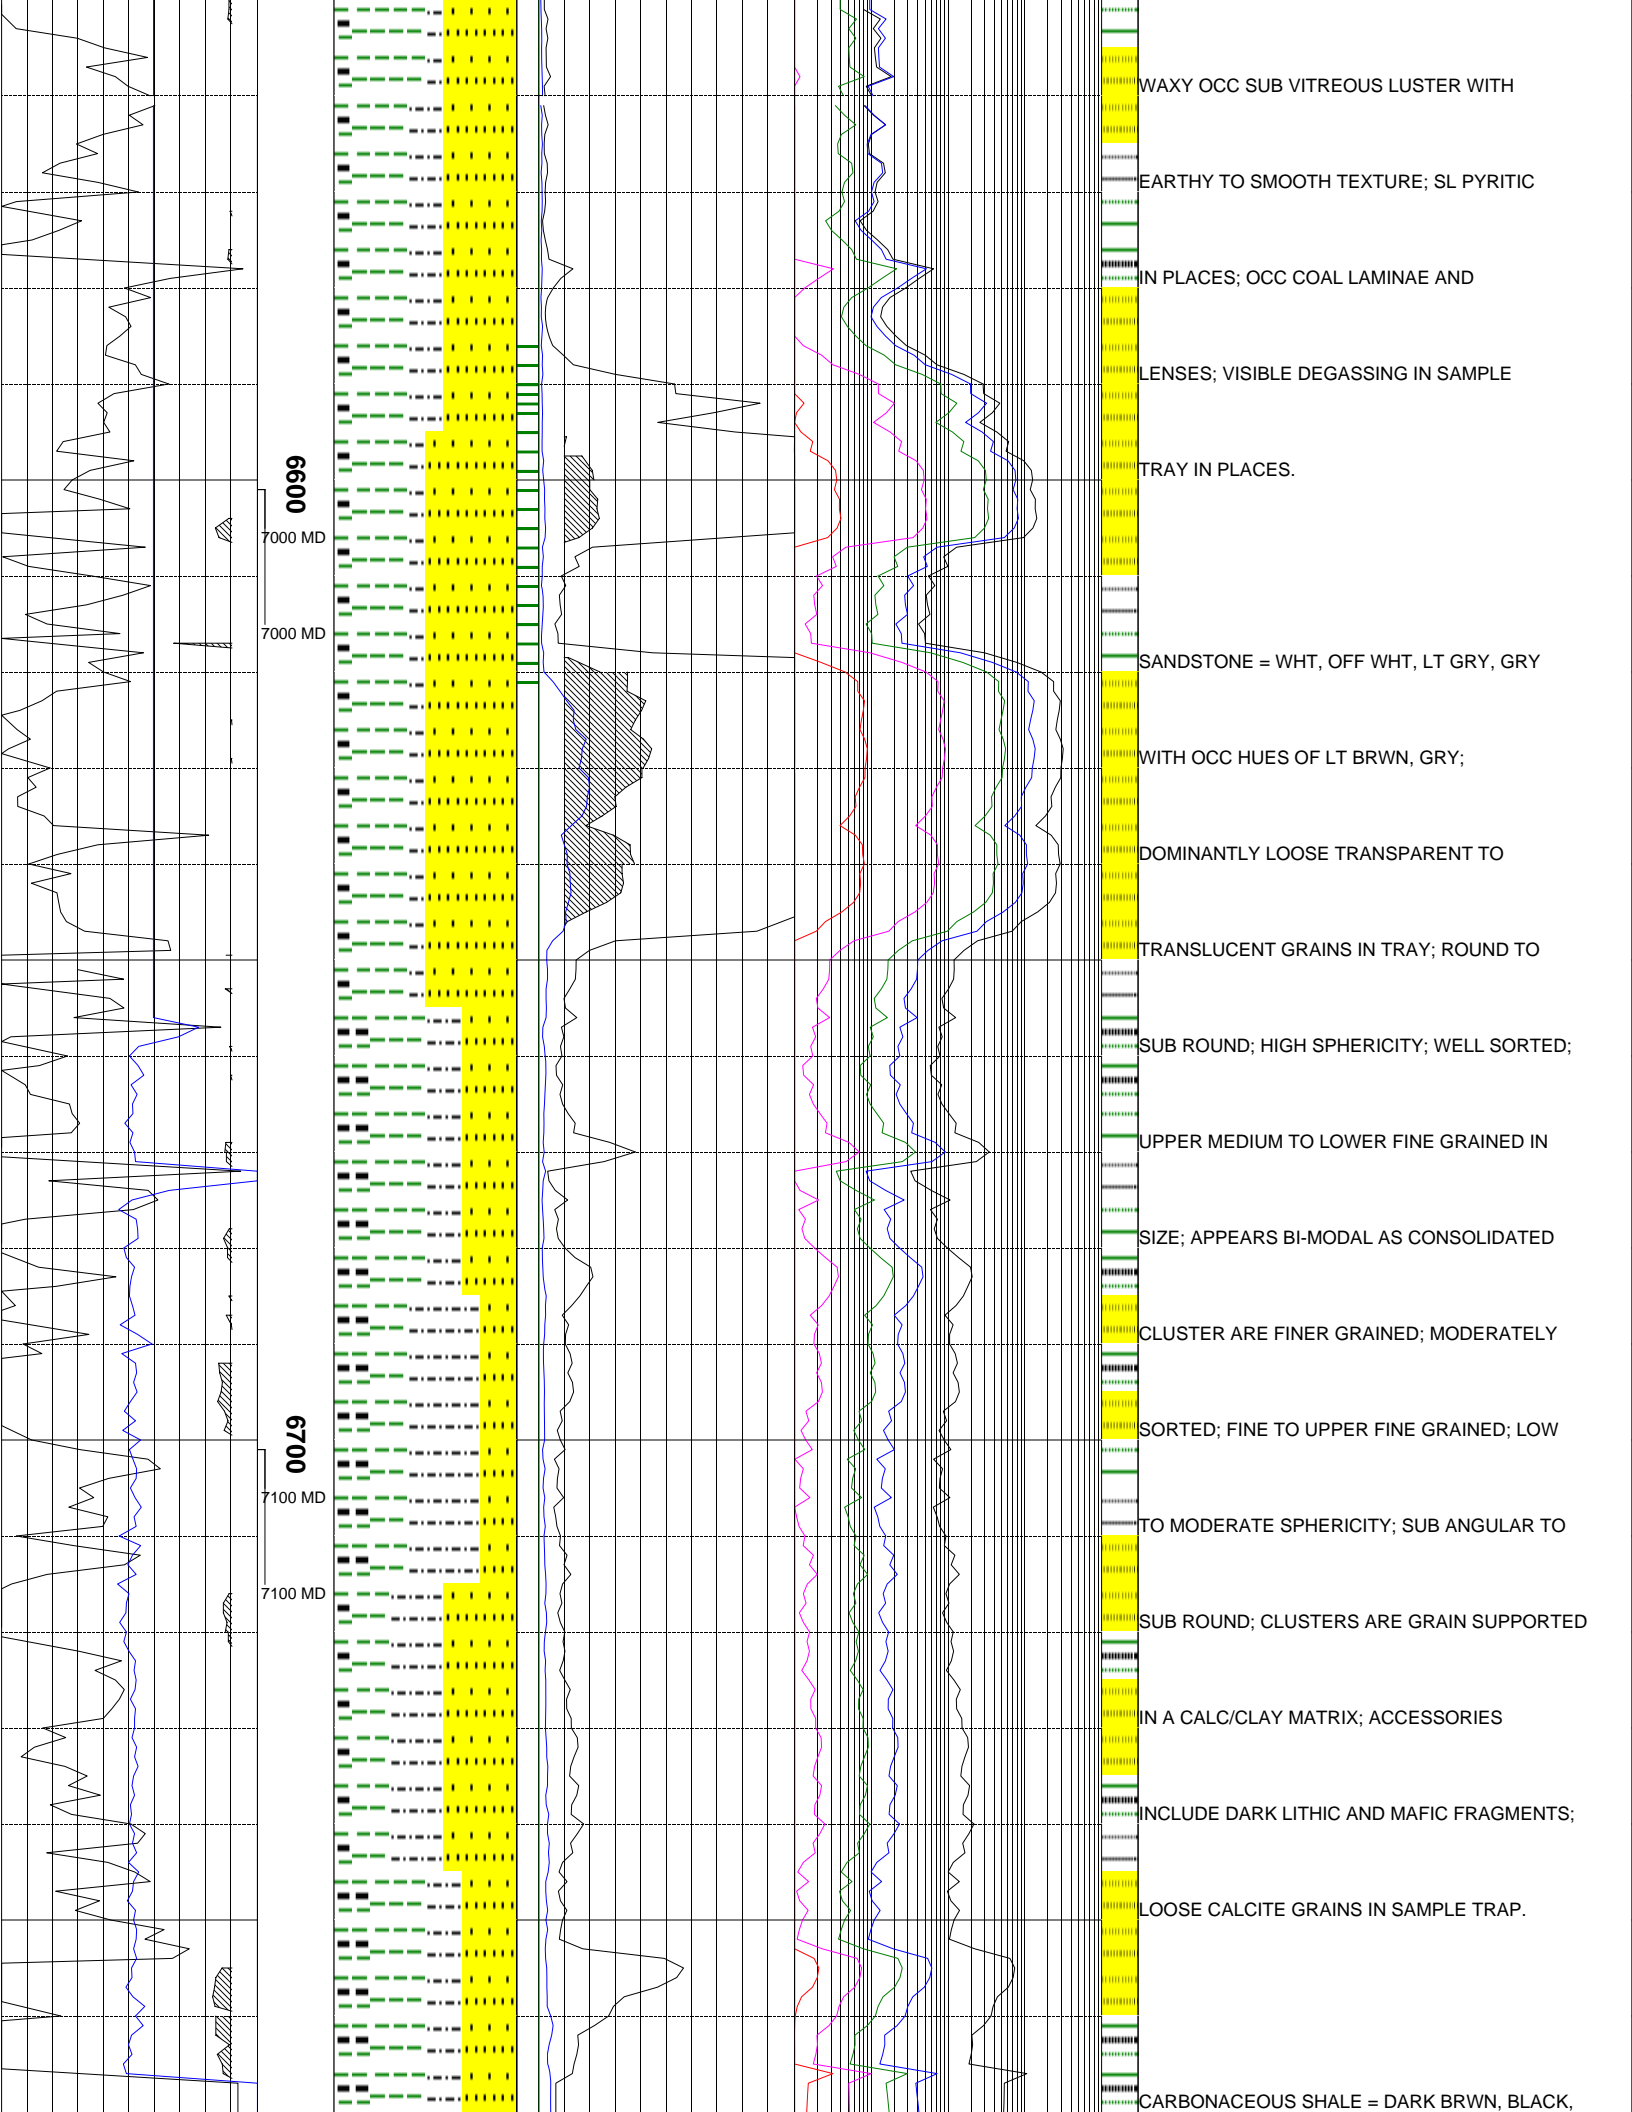 WAXY OCC SUB VITREOUS LUSTER WITH
EARTHY TO SMOOTH TEXTURE; SL PYRITIC
IN PLACES; OCC COAL LAMINAE AND
LENSES; VISIBLE DEGASSING IN SAMPLE
TRAY IN PLACES.
6600
7000 MD
7000 MD
SANDSTONE = WHT, OFF WHT, LT GRY, GRY
WITH OCC HUES OF LT BRWN, GRY;
DOMINANTLY LOOSE TRANSPARENT TO
TRANSLUCENT GRAINS IN TRAY; ROUND TO
SUB ROUND; HIGH SPHERICITY; WELL SORTED;
UPPER MEDIUM TO LOWER FINE GRAINED IN
SIZE; APPEARS BI-MODAL AS CONSOLIDATED
CLUSTER ARE FINER GRAINED; MODERATELY
SORTED; FINE TO UPPER FINE GRAINED; LOW
6700
7100 MD
TO MODERATE SPHERICITY; SUB ANGULAR TO
7100 MD
SUB ROUND; CLUSTERS ARE GRAIN SUPPORTED
IN A CALC/CLAY MATRIX; ACCESSORIES
INCLUDE DARK LITHIC AND MAFIC FRAGMENTS;
LOOSE CALCITE GRAINS IN SAMPLE TRAP.
CARBONACEOUS SHALE = DARK BRWN, BLACK,